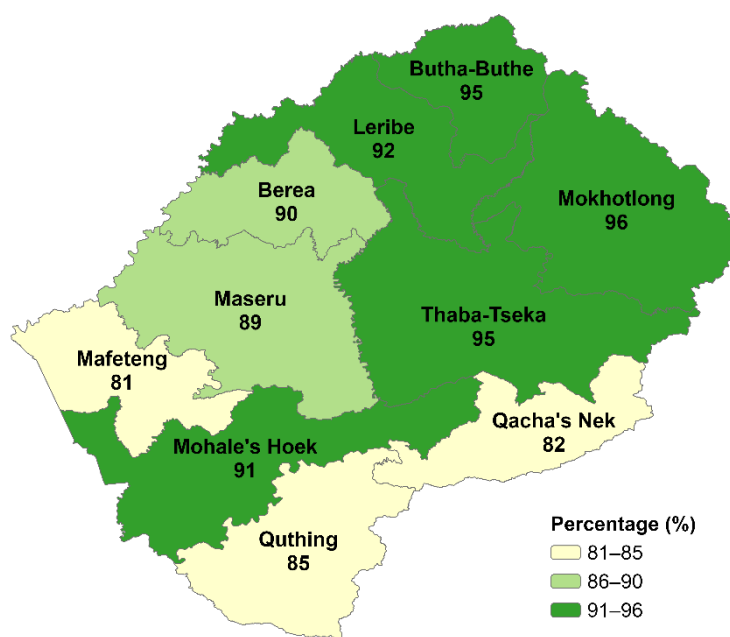 Butha-Buthe
95
Leribe
92
Berea
90
Mokhotlong
96
Maseru
89
Thaba-Tseka
95
Mafeteng
81
Qacha's Nek
82
Mohale's Hoek
91
Quthing
85
Percentage (%)
81–85
86–90
91–96